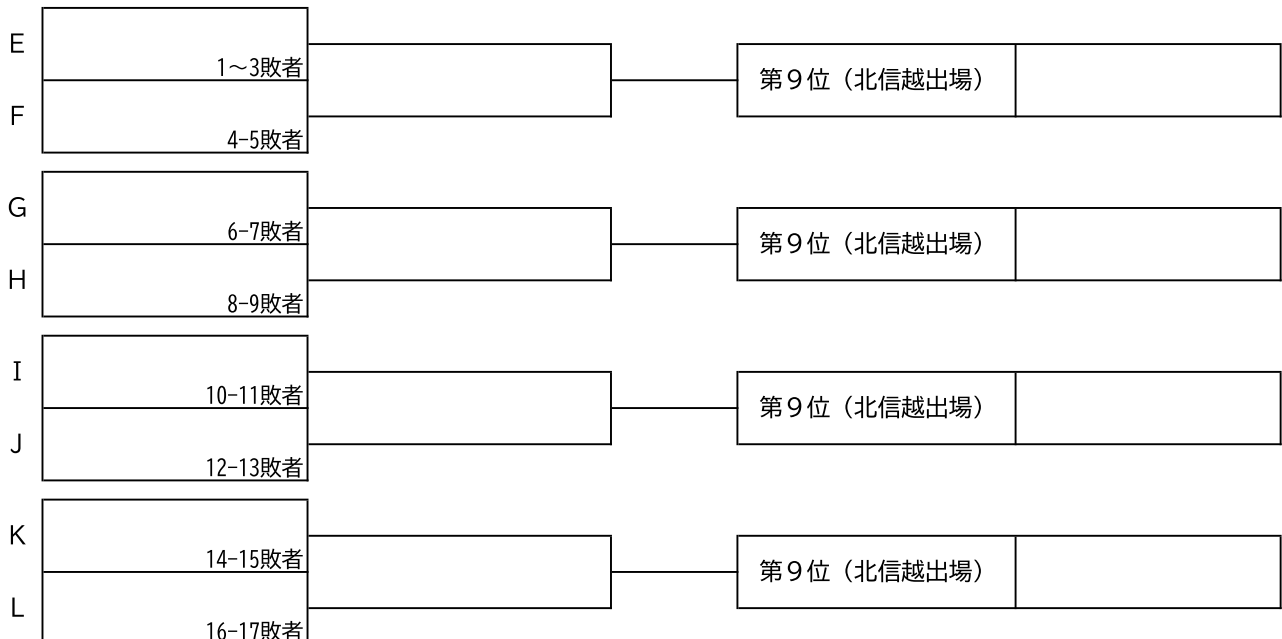 E
1～3敗者
第９位（北信越出場）
F
4-5敗者
G
6-7敗者
第９位（北信越出場）
H
8-9敗者
I
10-11敗者
第９位（北信越出場）
J
12-13敗者
K
14-15敗者
第９位（北信越出場）
L
16-17敗者